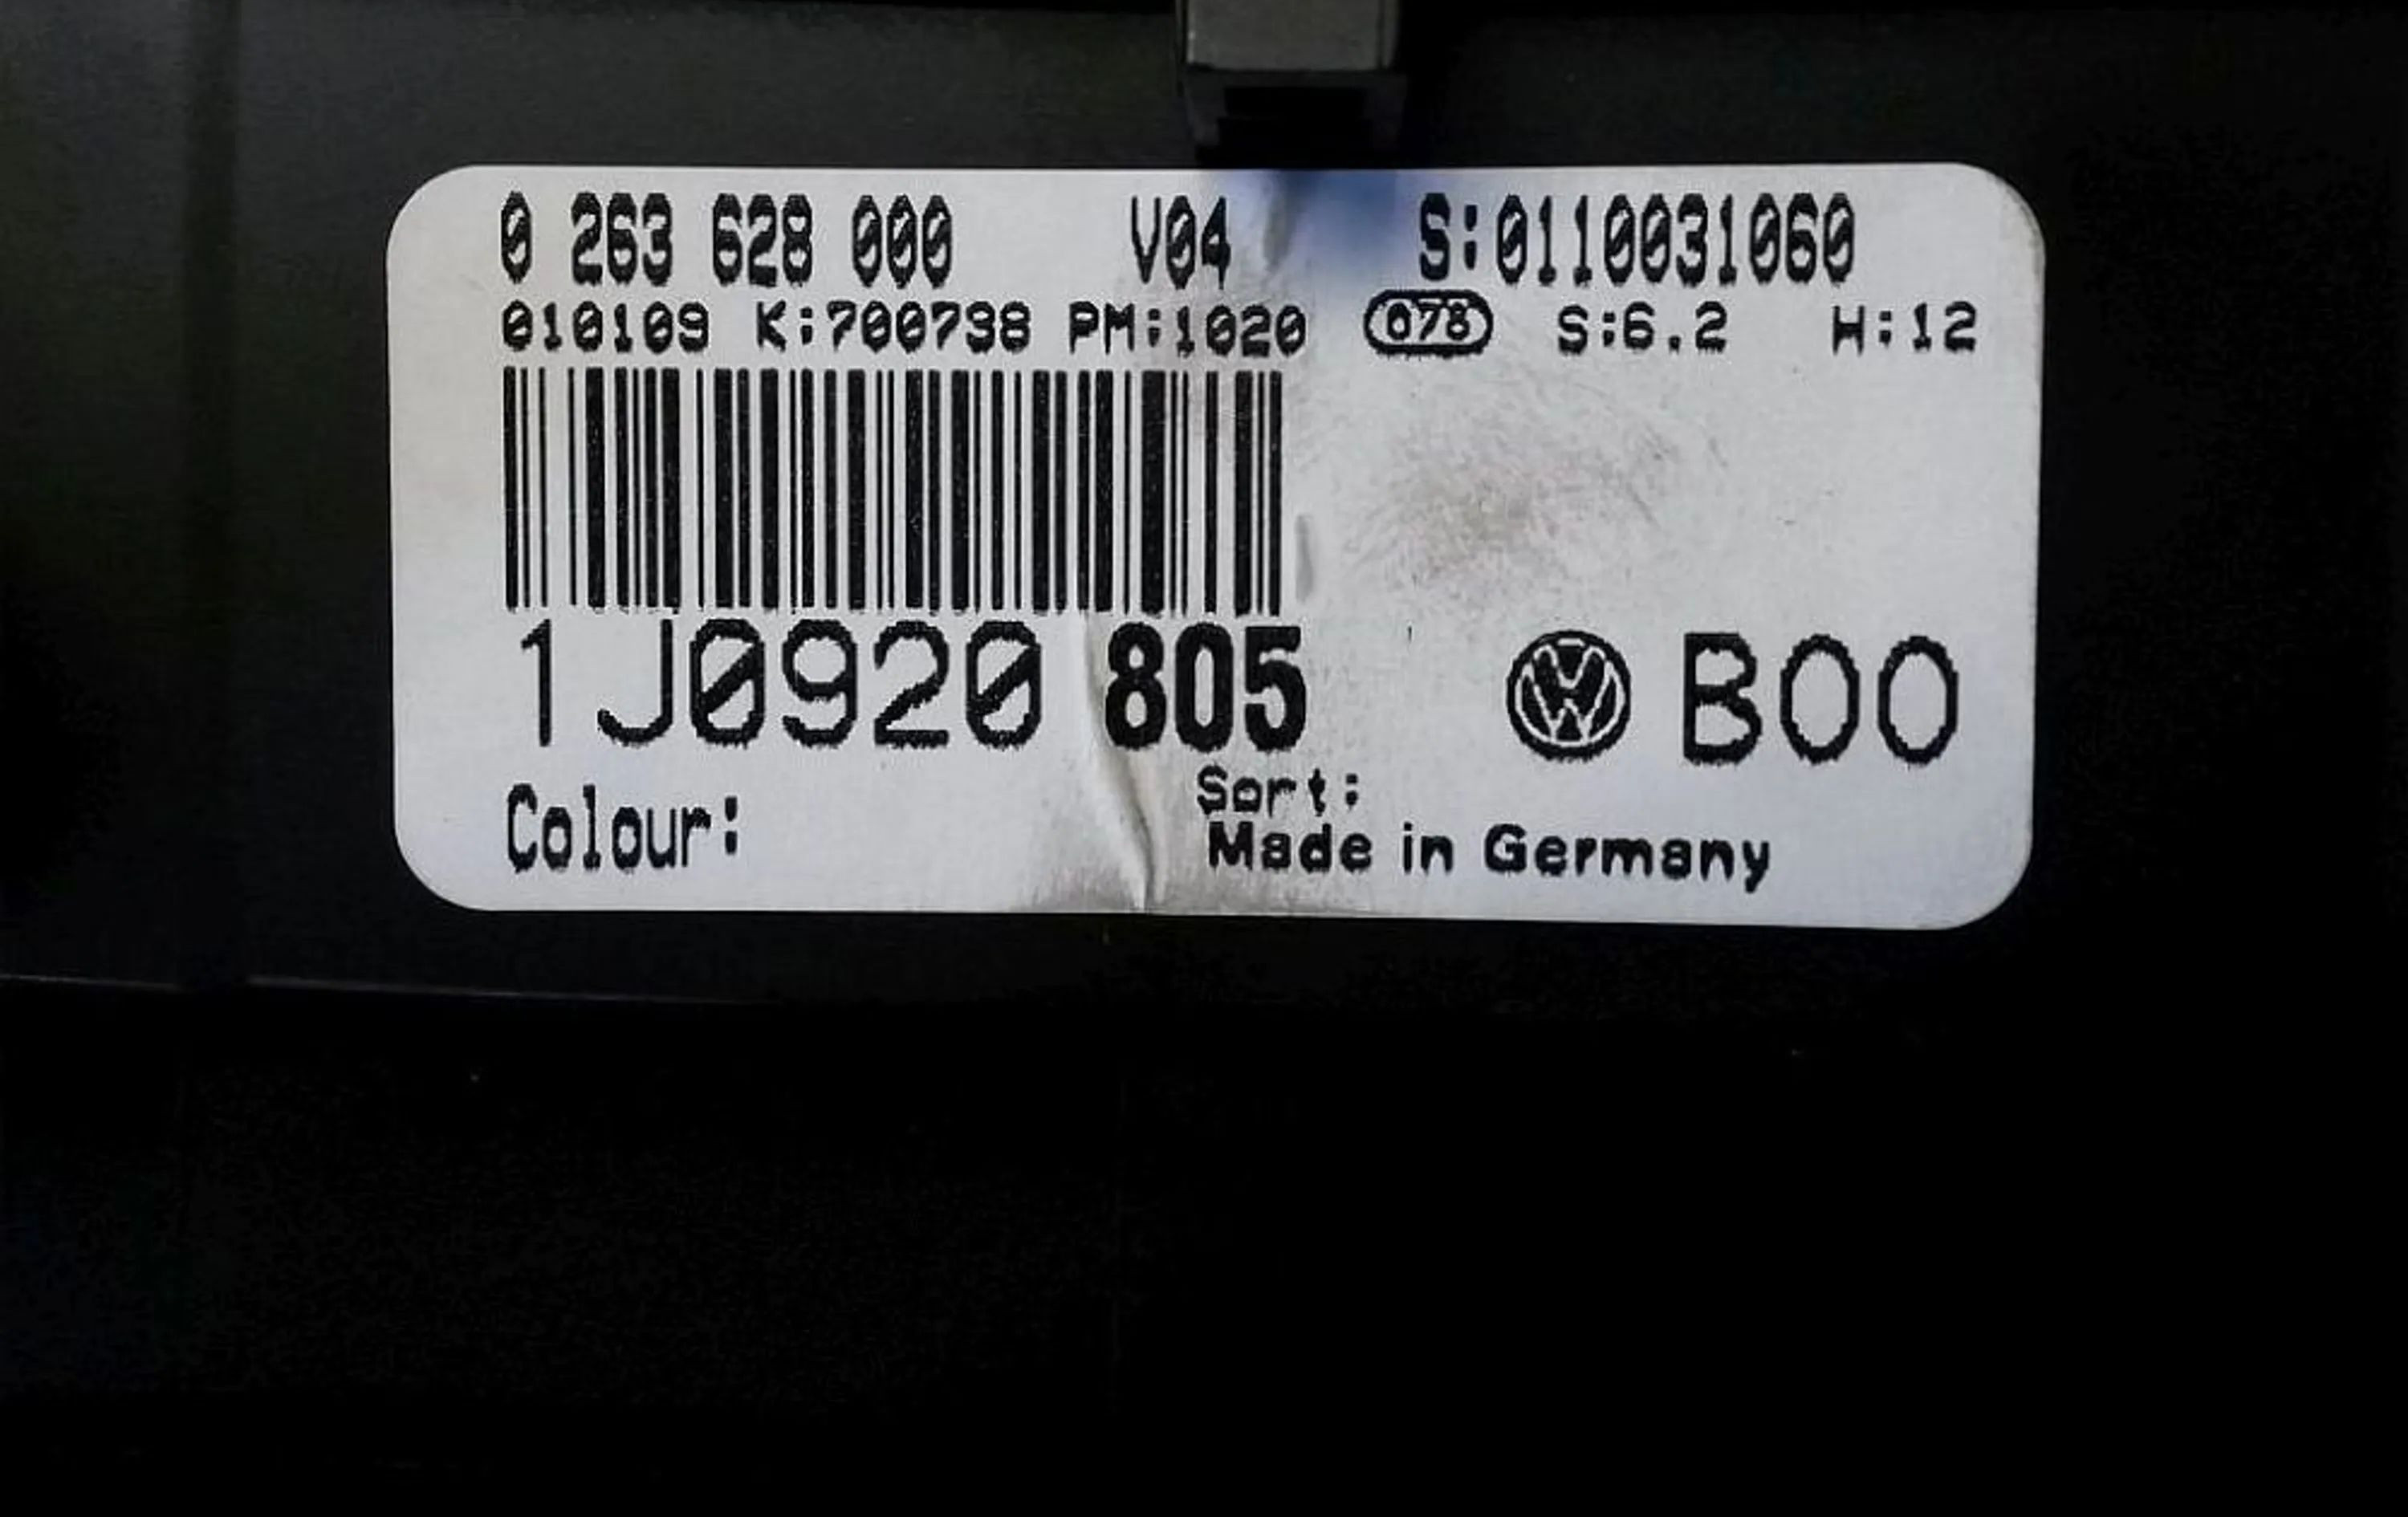 0 263 628 000 V04 S:0110031060
010109 K:700738 PM:1020 078 S:6.2 H:12
1J0920 805 VW B00
Colour:
Sort:
Made in Germany